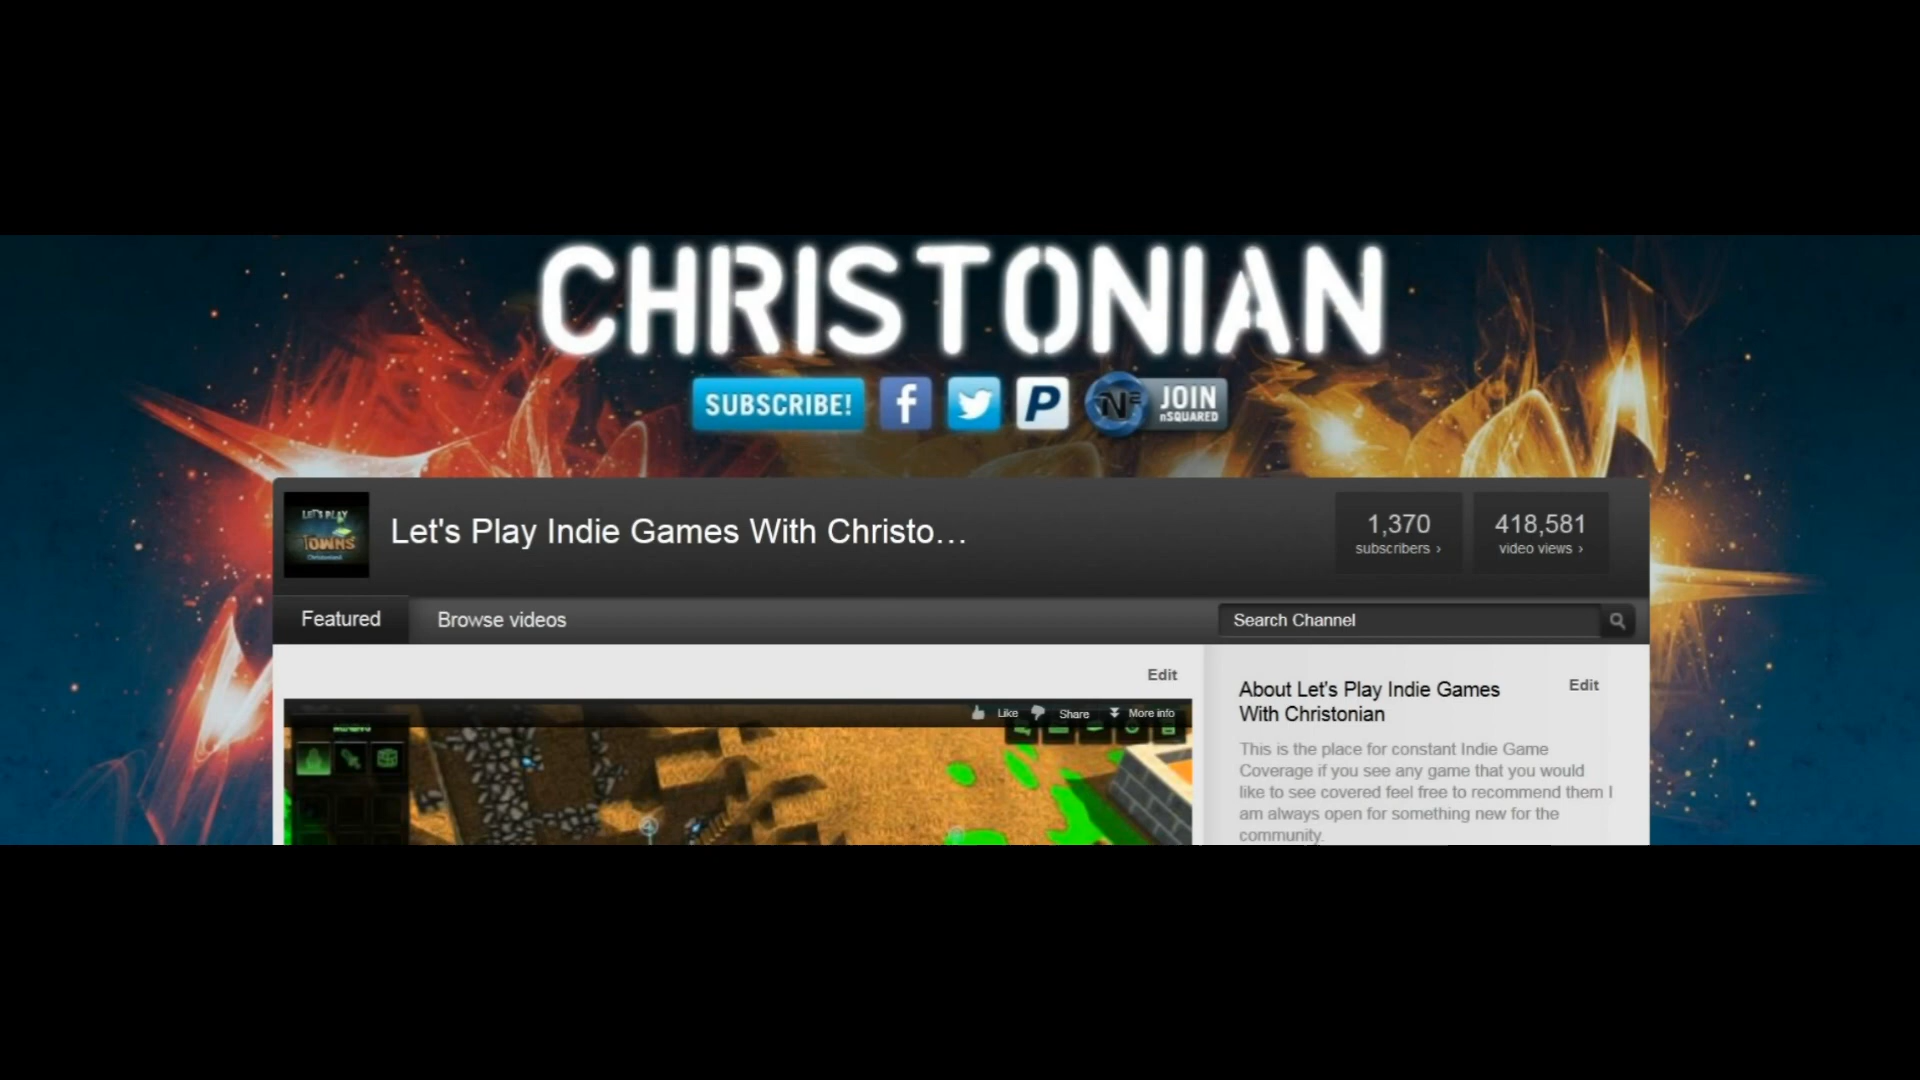 CHRISTONIAN
SUBSCRIBE!
JOIN
nSQUARED
LET'S PLAY
TOWNS
Let's Play Indie Games With Christo…
1,370
subscribers ›
418,581
video views ›
Featured
Browse videos
Search Channel
Edit
Like
Share
More info
About Let's Play Indie Games
With Christonian
Edit
This is the place for constant Indie Game
Coverage if you see any game that you would
like to see covered feel free to recommend them I
am always open for something new for the
community.